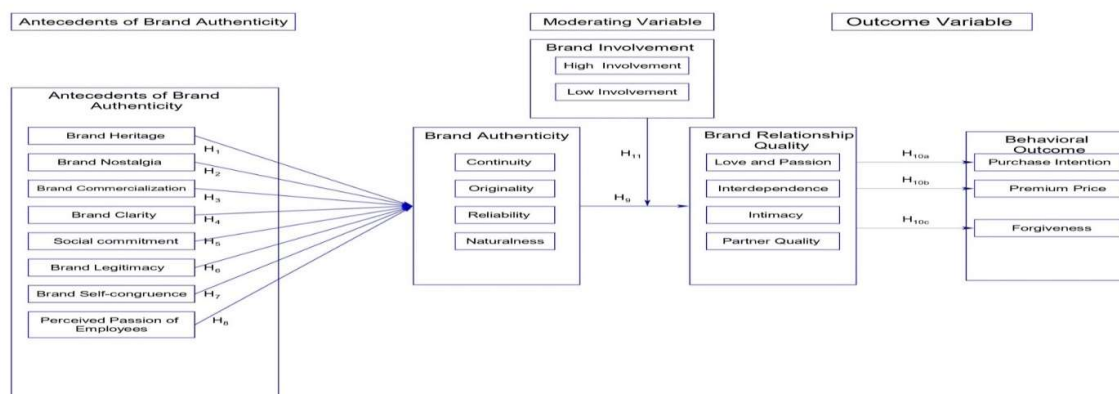 Antecedents of Brand Authenticity
Moderating Variable
Outcome Variable
Brand Involvement
High Involvement
Low Involvement
Antecedents of Brand
Authenticity
Brand Heritage
Brand Nostalgia
Brand Commercialization
Brand Clarity
Social commitment
Brand Legitimacy
Brand Self-congruence
Perceived Passion of
Employees
H1
H2
H3
H4
H5
H6
H7
H8
Brand Authenticity
Continuity
Originality
Reliability
Naturalness
H11
H9
Brand Relationship
Quality
Love and Passion
Interdependence
Intimacy
Partner Quality
H10a
H10b
H10c
Behavioral
Outcome
Purchase Intention
Premium Price
Forgiveness